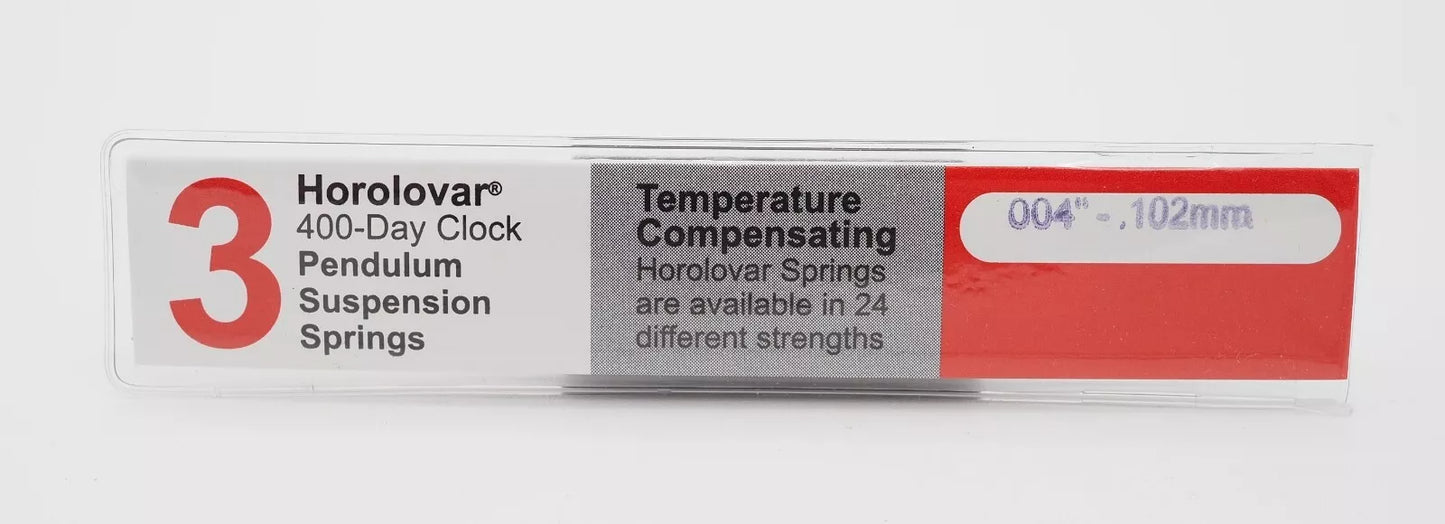 3
Horolovar®
400-Day Clock
Pendulum
Suspension
Springs
Temperature
Compensating
Horolovar Springs
are available in 24
different strengths
004" - .102mm